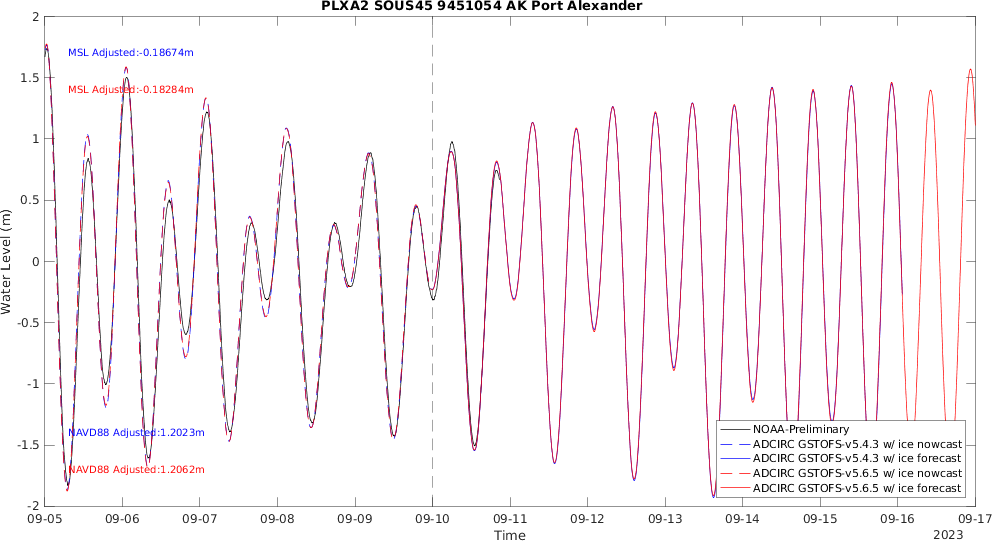 PLXA2 SOUS45 9451054 AK Port Alexander
MSL Adjusted:-0.18674m
MSL Adjusted:-0.18284m
NAVD88 Adjusted:1.2023m
NAVD88 Adjusted:1.2062m
Water Level (m)
2
1.5
1
0.5
0
-0.5
-1
-1.5
-2
NOAA-Preliminary
ADCIRC GSTOFS-v5.4.3 w/ ice nowcast
ADCIRC GSTOFS-v5.4.3 w/ ice forecast
ADCIRC GSTOFS-v5.6.5 w/ ice nowcast
ADCIRC GSTOFS-v5.6.5 w/ ice forecast
09-05 09-06 09-07 09-08 09-09 09-10 09-11 09-12 09-13 09-14 09-15 09-16 09-17
Time
2023